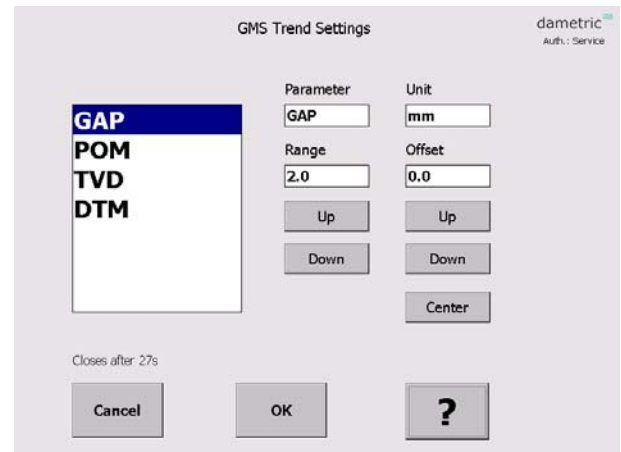 GMS Trend Settings
dametric
Auth.: Service
GAP
POM
TVD
DTM
Parameter
GAP
Unit
mm
Range
2.0
Offset
0.0
Up
Up
Down
Down
Center
Closes after 27s
Cancel
OK
?